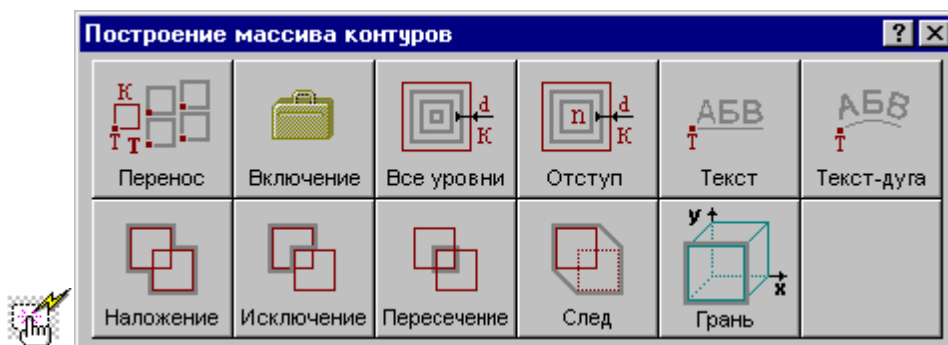 Построение массива контуров
К
Т Т
Перенос
Включение
d
К
Все уровни
n d
К
Отступ
АБВ
Т
Текст
АБВ
Т
Текст-дуга
Наложение
Исключение
Пересечение
След
y
x
Грань